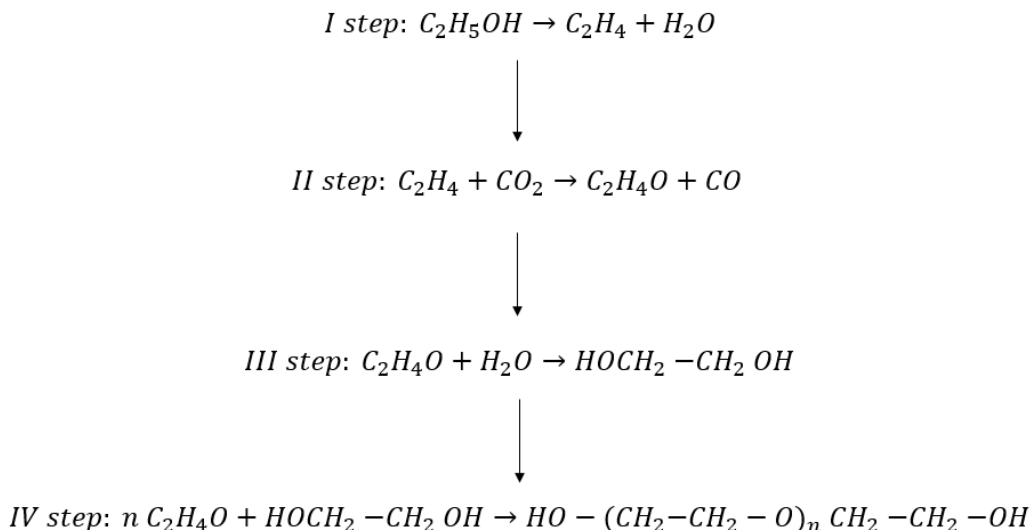 I step: C₂H₅OH → C₂H₄ + H₂O
II step: C₂H₄ + CO₂ → C₂H₄O + CO
III step: C₂H₄O + H₂O → HOCH₂ −CH₂ OH
IV step: n C₂H₄O + HOCH₂ −CH₂ OH → HO − (CH₂−CH₂ − O)ₙ CH₂ −CH₂ −OH